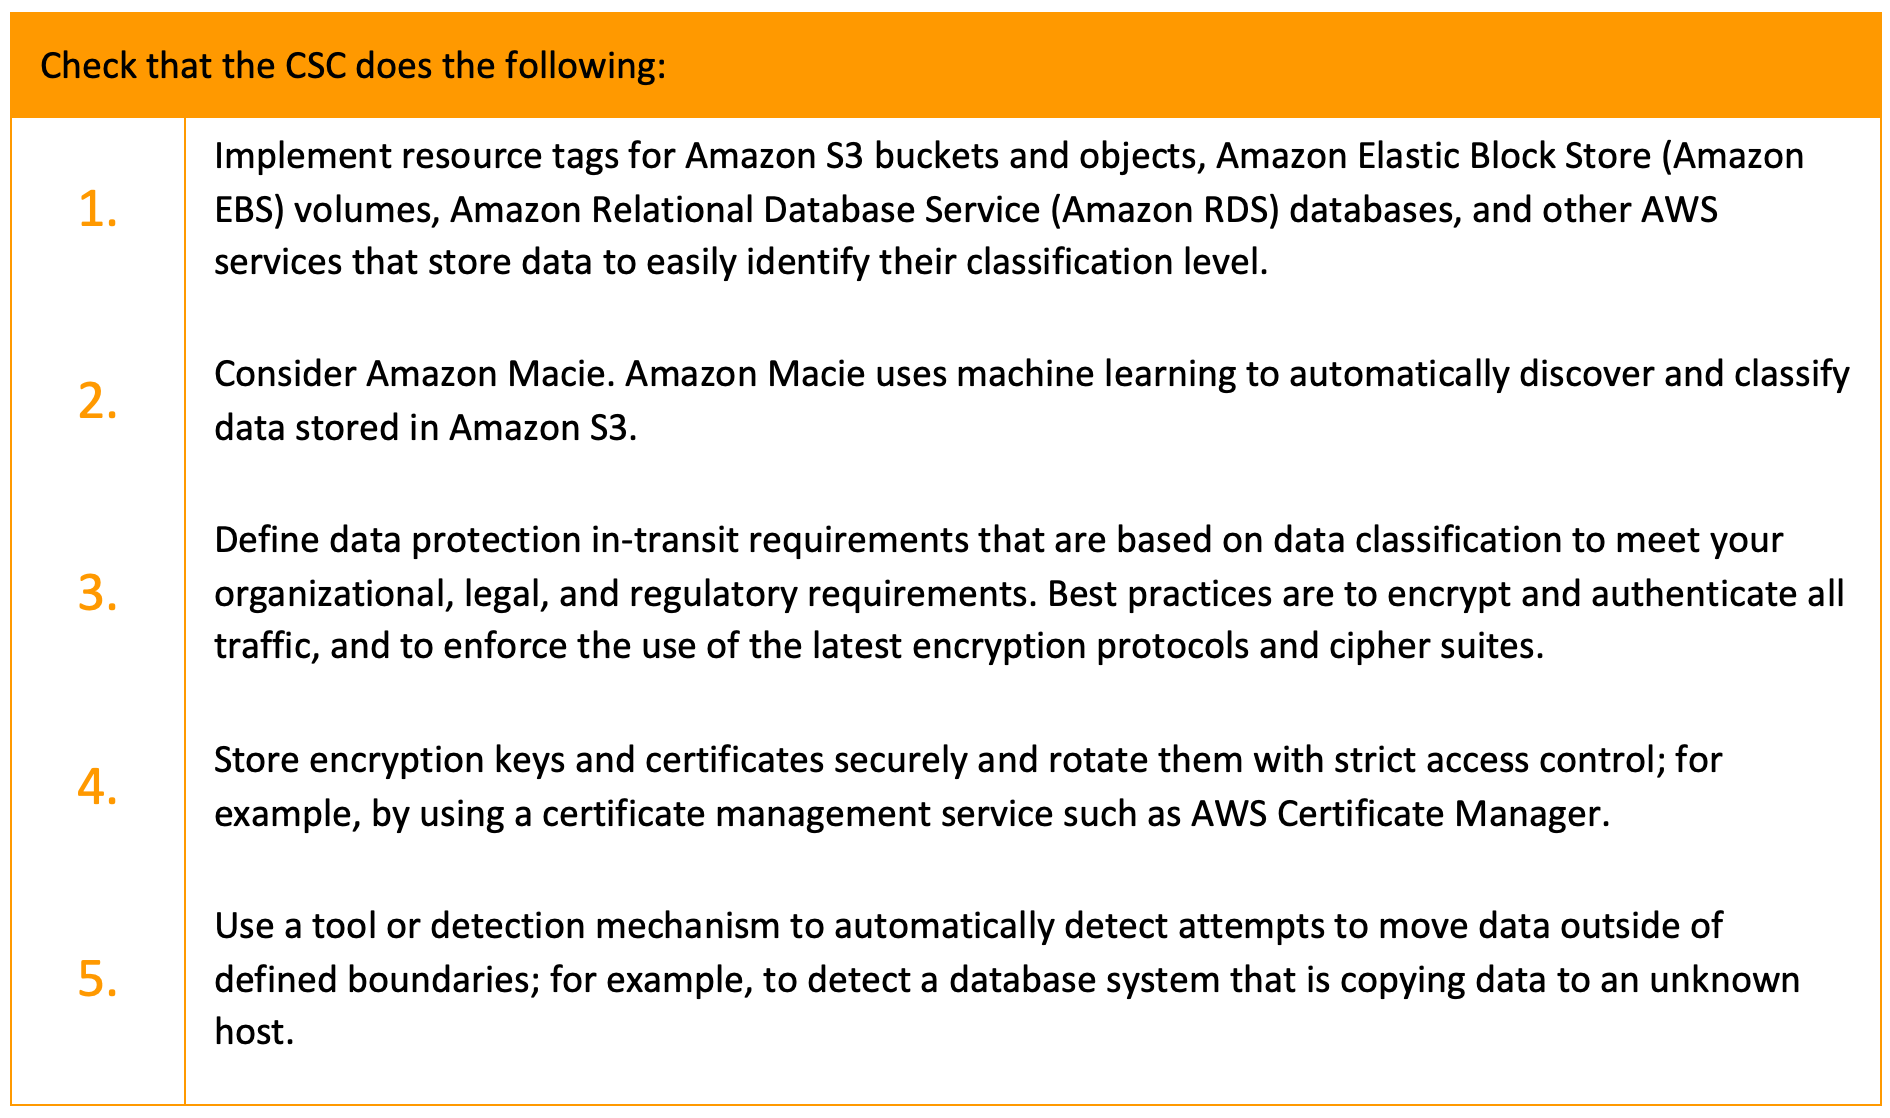 Check that the CSC does the following:
1.
Implement resource tags for Amazon S3 buckets and objects, Amazon Elastic Block Store (Amazon
EBS) volumes, Amazon Relational Database Service (Amazon RDS) databases, and other AWS
services that store data to easily identify their classification level.
2.
Consider Amazon Macie. Amazon Macie uses machine learning to automatically discover and classify
data stored in Amazon S3.
3.
Define data protection in-transit requirements that are based on data classification to meet your
organizational, legal, and regulatory requirements. Best practices are to encrypt and authenticate all
traffic, and to enforce the use of the latest encryption protocols and cipher suites.
4.
Store encryption keys and certificates securely and rotate them with strict access control; for
example, by using a certificate management service such as AWS Certificate Manager.
5.
Use a tool or detection mechanism to automatically detect attempts to move data outside of
defined boundaries; for example, to detect a database system that is copying data to an unknown
host.